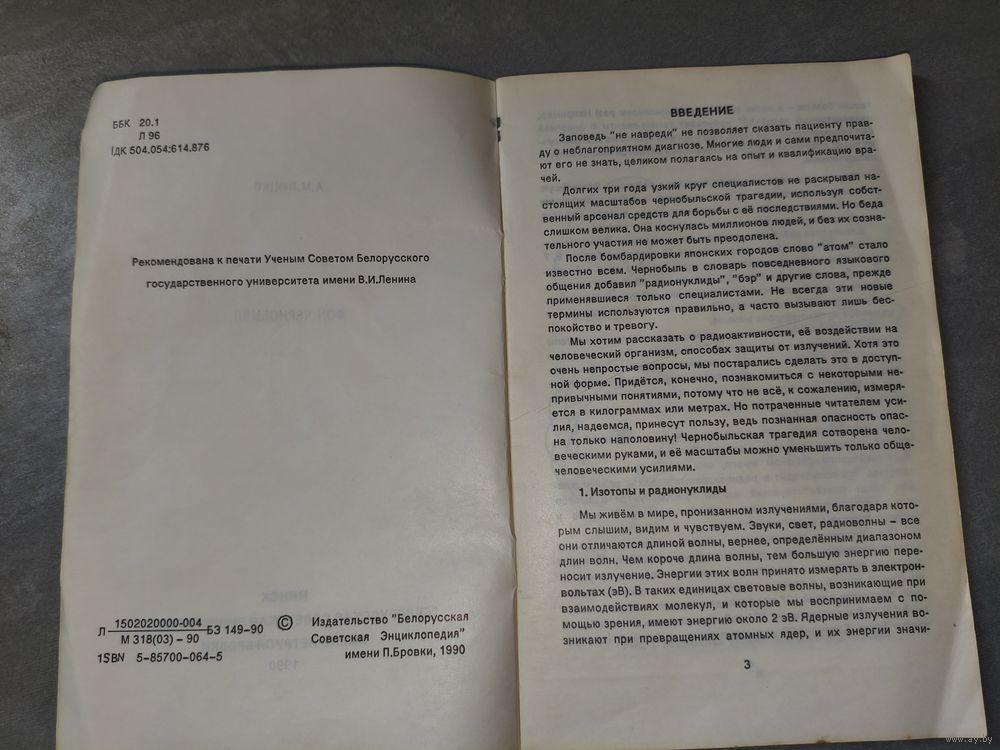 ББК 20.1
Л 96
ЦДК 504.054:614.876
Рекомендована к печати Ученым Советом Белорусского
государственного университета имени В.И.Ленина
Л 1502020000-004
М 318(03) – 90
БЗ 149-90
© Издательство "Белорусская
Советская Энциклопедия"
имени П.Бровки, 1990
1SBN 5-85700-064-5
ВВЕДЕНИЕ
Заповедь "не навреди" не позволяет сказать пациенту прав-
ду о неблагоприятном диагнозе. Многие люди и сами предпочита-
ют его не знать, целиком полагаясь на опыт и квалификацию вра-
чей.
Долгих три года узкий круг специалистов не раскрывал на-
стоящих масштабов чернобыльской трагедии, используя собст-
венный арсенал средств для борьбы с её последствиями. Но беда
слишком велика. Она коснулась миллионов людей, и без их созна-
тельного участия не может быть преодолена.
После бомбардировки японских городов слово "атом" стало
известно всем. Чернобыль в словарь повседневного языкового
общения добавил "радионуклиды", "бэр" и другие слова, прежде
применявшиеся только специалистами. Не всегда эти новые
термины используются правильно, а часто вызывают лишь бес-
покойство и тревогу.
Мы хотим рассказать о радиоактивности, её воздействии на
человеческий организм, способах защиты от излучений. Хотя это
очень непростые вопросы, мы постарались сделать это в доступ-
ной форме. Придётся, конечно, познакомиться с некоторыми не-
привычными понятиями, потому что не всё, к сожалению, измеря-
ется в килограммах или метрах. Но потраченные читателем уси-
лия, надеемся, принесут пользу, ведь познанная опасность опас-
на только наполовину! Чернобыльская трагедия сотворена чело-
веческими руками, и её масштабы можно уменьшить только обще-
человеческими усилиями.
1. Изотопы и радионуклиды
Мы живём в мире, пронизанном излучениями, благодаря кото-
рым слышим, видим и чувствуем. Звуки, свет, радиоволны – все
они отличаются длиной волны, вернее, определённым диапазоном
длин волн. Чем короче длина волны, тем большую энергию пере-
носит излучение. Энергии этих волн принято измерять в электрон-
вольтах (эВ). В таких единицах световые волны, возникающие при
взаимодействиях молекул, и которые мы воспринимаем с по-
мощью зрения, имеют энергию около 2 эВ. Ядерные излучения во-
зникают при превращениях атомных ядер, и их энергии значи-
3
www.ay.by